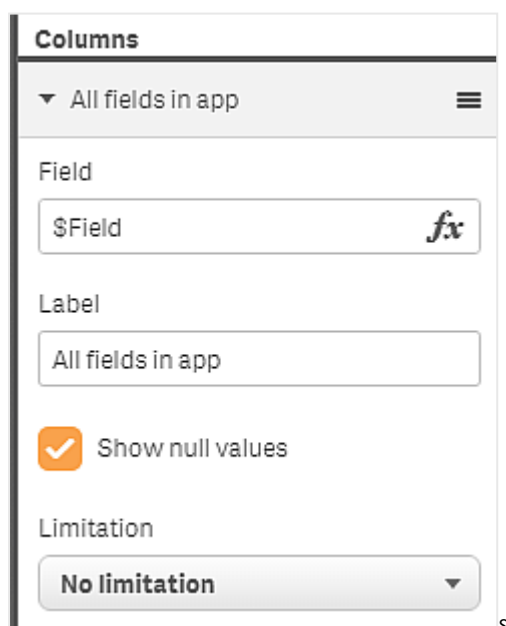 Columns
All fields in app
Field
$Field fx
Label
All fields in app
Show null values
Limitation
No limitation
s